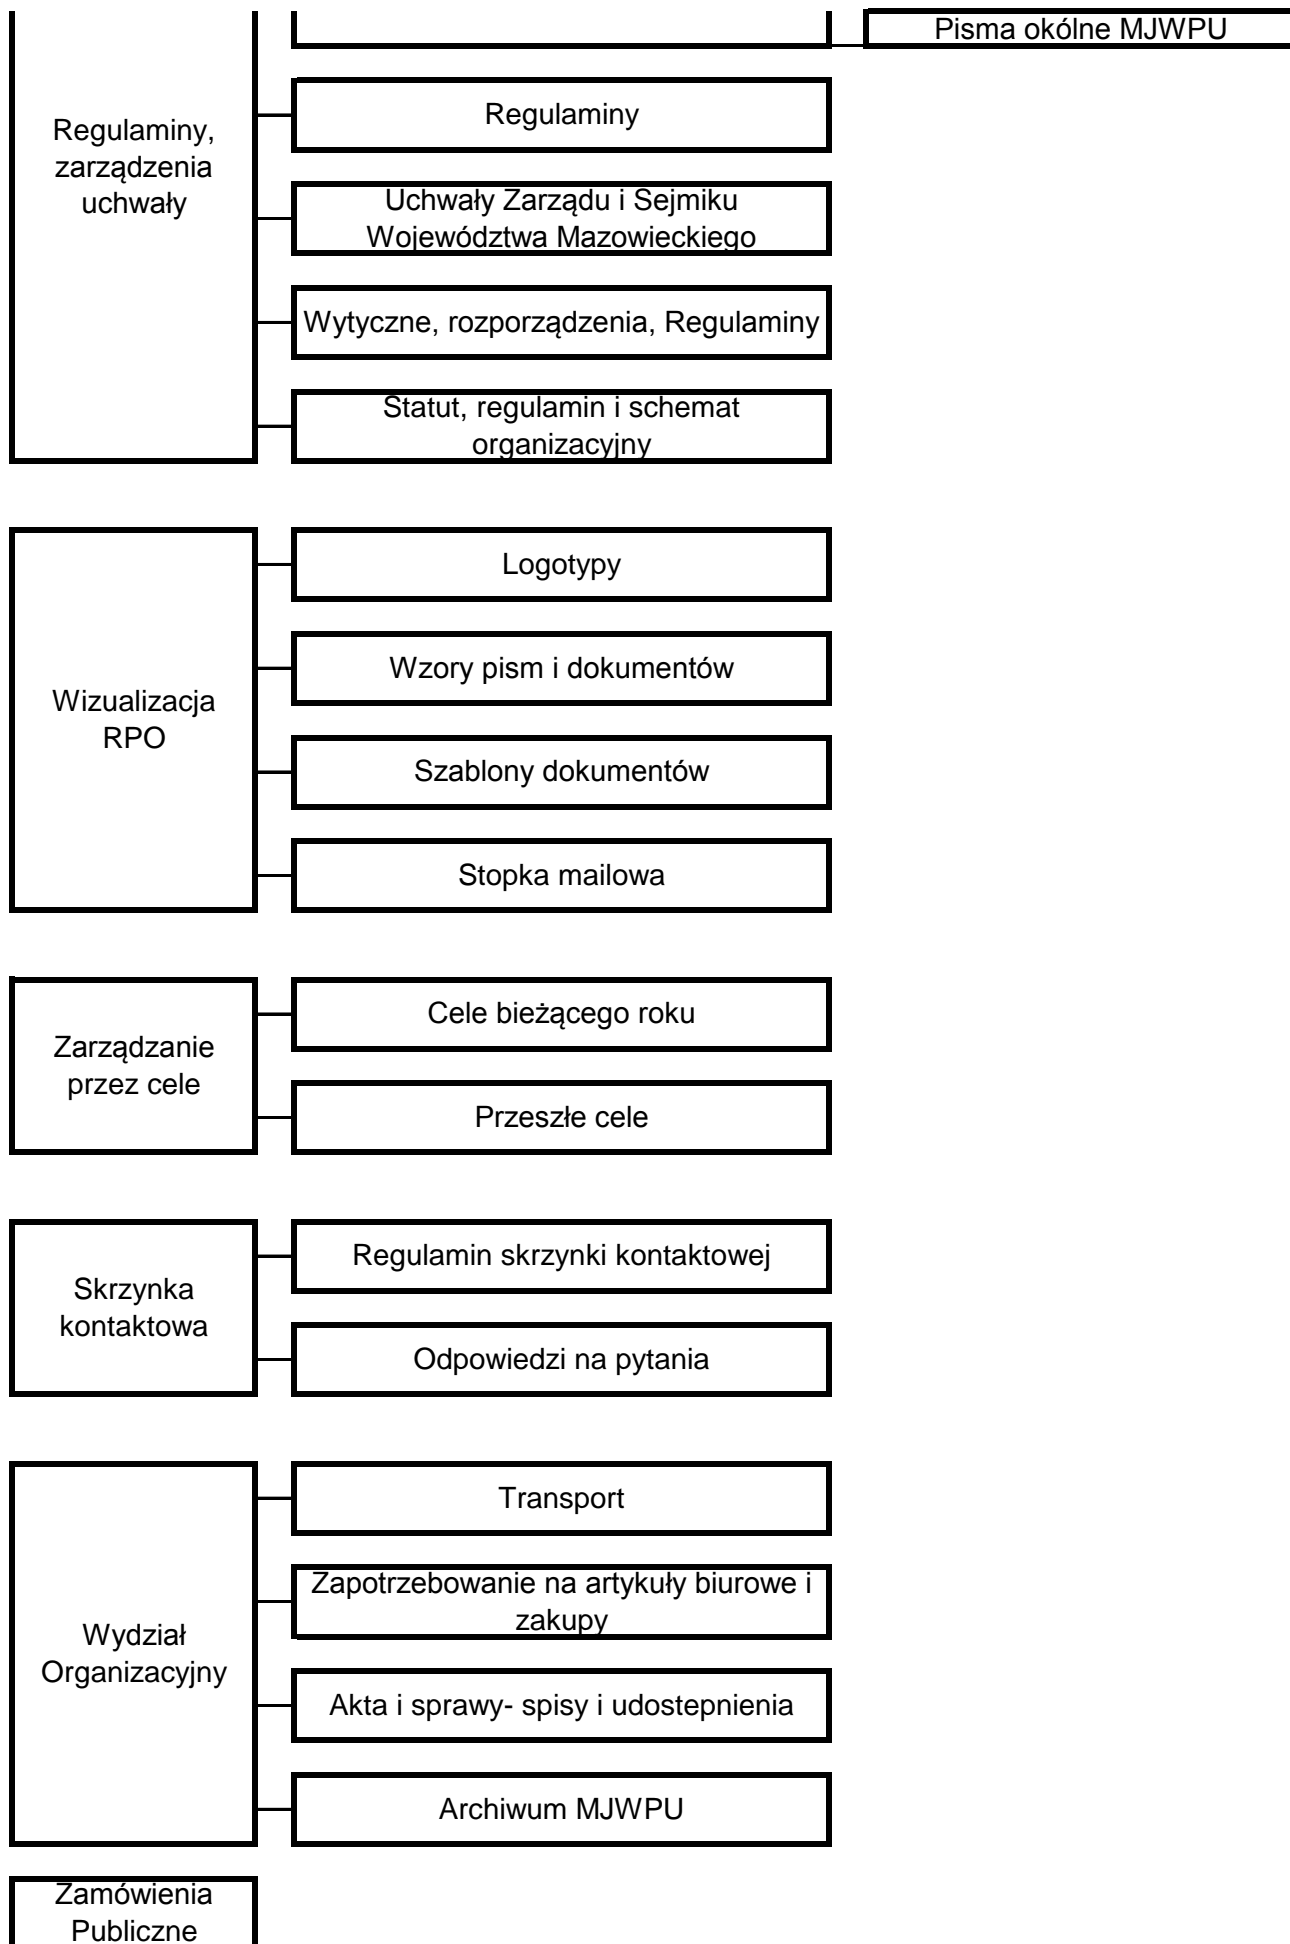 Pisma okólne MJWPU
Regulaminy,
zarządzenia
uchwały
Regulaminy
Uchwały Zarządu i Sejmiku
Województwa Mazowieckiego
Wytyczne, rozporządzenia, Regulaminy
Statut, regulamin i schemat
organizacyjny
Wizualizacja
RPO
Logotypy
Wzory pism i dokumentów
Szablony dokumentów
Stopka mailowa
Zarządzanie
przez cele
Cele bieżącego roku
Przeszłe cele
Skrzynka
kontaktowa
Regulamin skrzynki kontaktowej
Odpowiedzi na pytania
Wydział
Organizacyjny
Transport
Zapotrzebowanie na artykuły biurowe i
zakupy
Akta i sprawy- spisy i udostepnienia
Archiwum MJWPU
Zamówienia
Publiczne